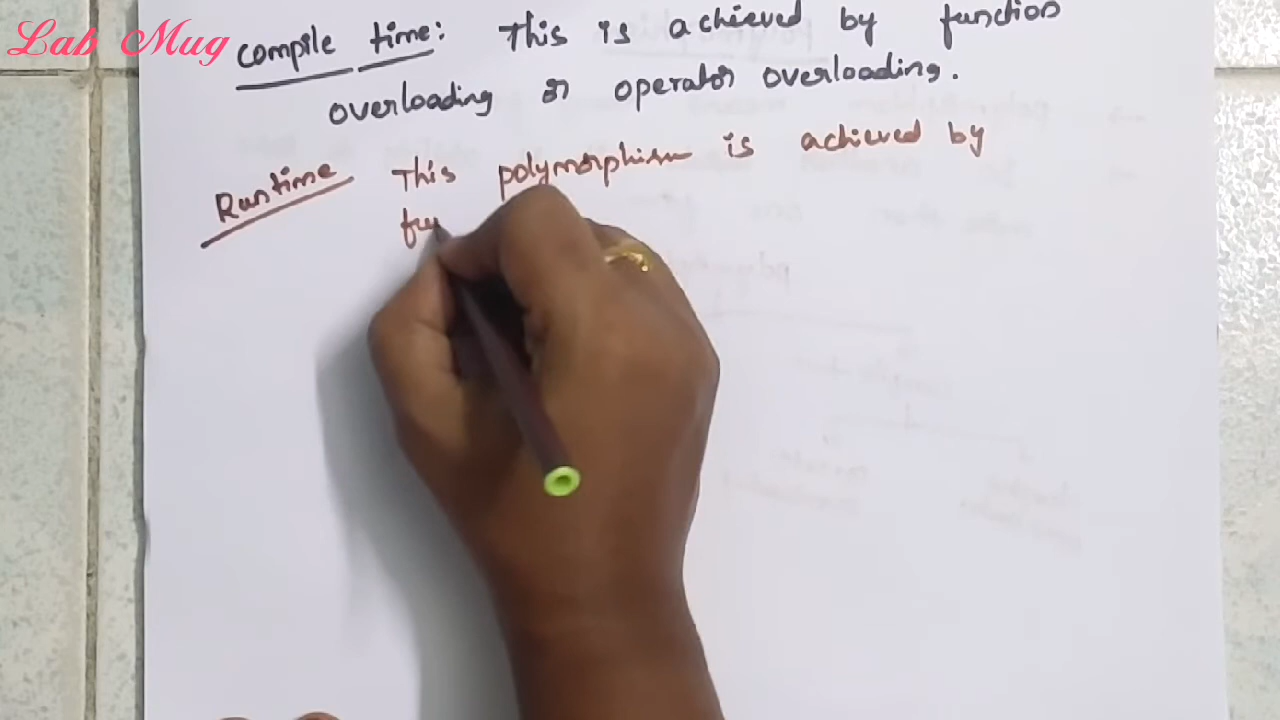 Lab Mug
compile time: This is achieved by function
overloading or operator overloading.
Runtime This polymorphism is achieved by
fun